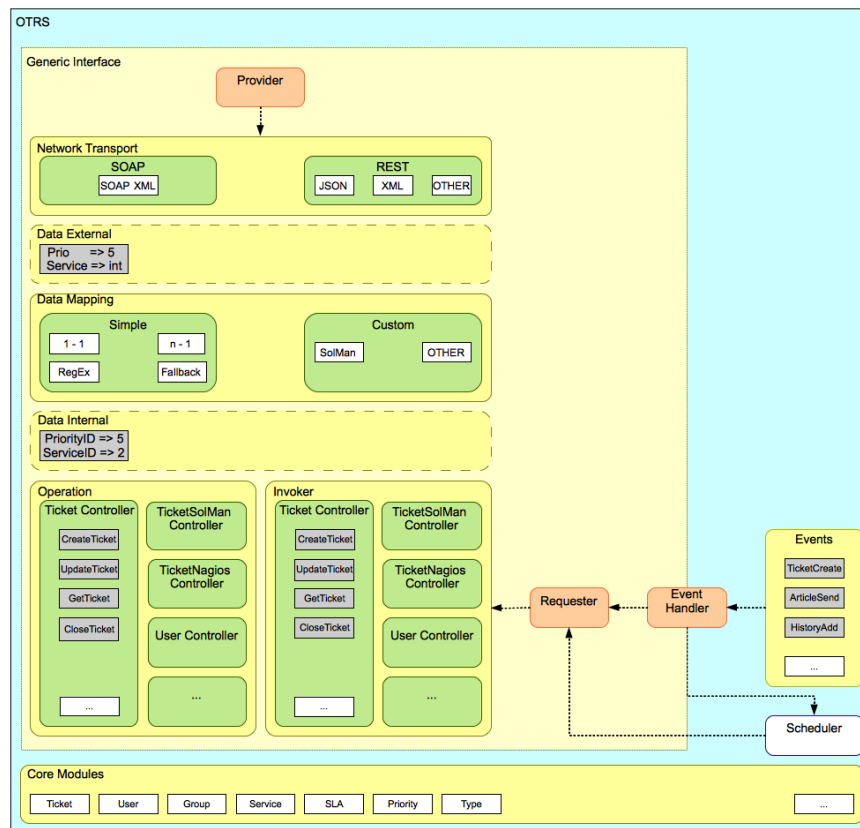 OTRS
Generic Interface
Provider
Network Transport
SOAP
SOAP XML
REST
JSON
XML
OTHER
Data External
Prio => 5
Service => int
Data Mapping
Simple
1 - 1
n - 1
RegEx
Fallback
Custom
SolMan
OTHER
Data Internal
PriorityID => 5
ServiceID => 2
Operation
Ticket Controller
CreateTicket
UpdateTicket
GetTicket
CloseTicket
...
TicketSolMan
Controller
TicketNagios
Controller
User Controller
...
Invoker
Ticket Controller
CreateTicket
UpdateTicket
GetTicket
CloseTicket
...
TicketSolMan
Controller
TicketNagios
Controller
User Controller
...
Requester
Event
Handler
Events
TicketCreate
ArticleSend
HistoryAdd
...
Scheduler
Core Modules
Ticket
User
Group
Service
SLA
Priority
Type
...